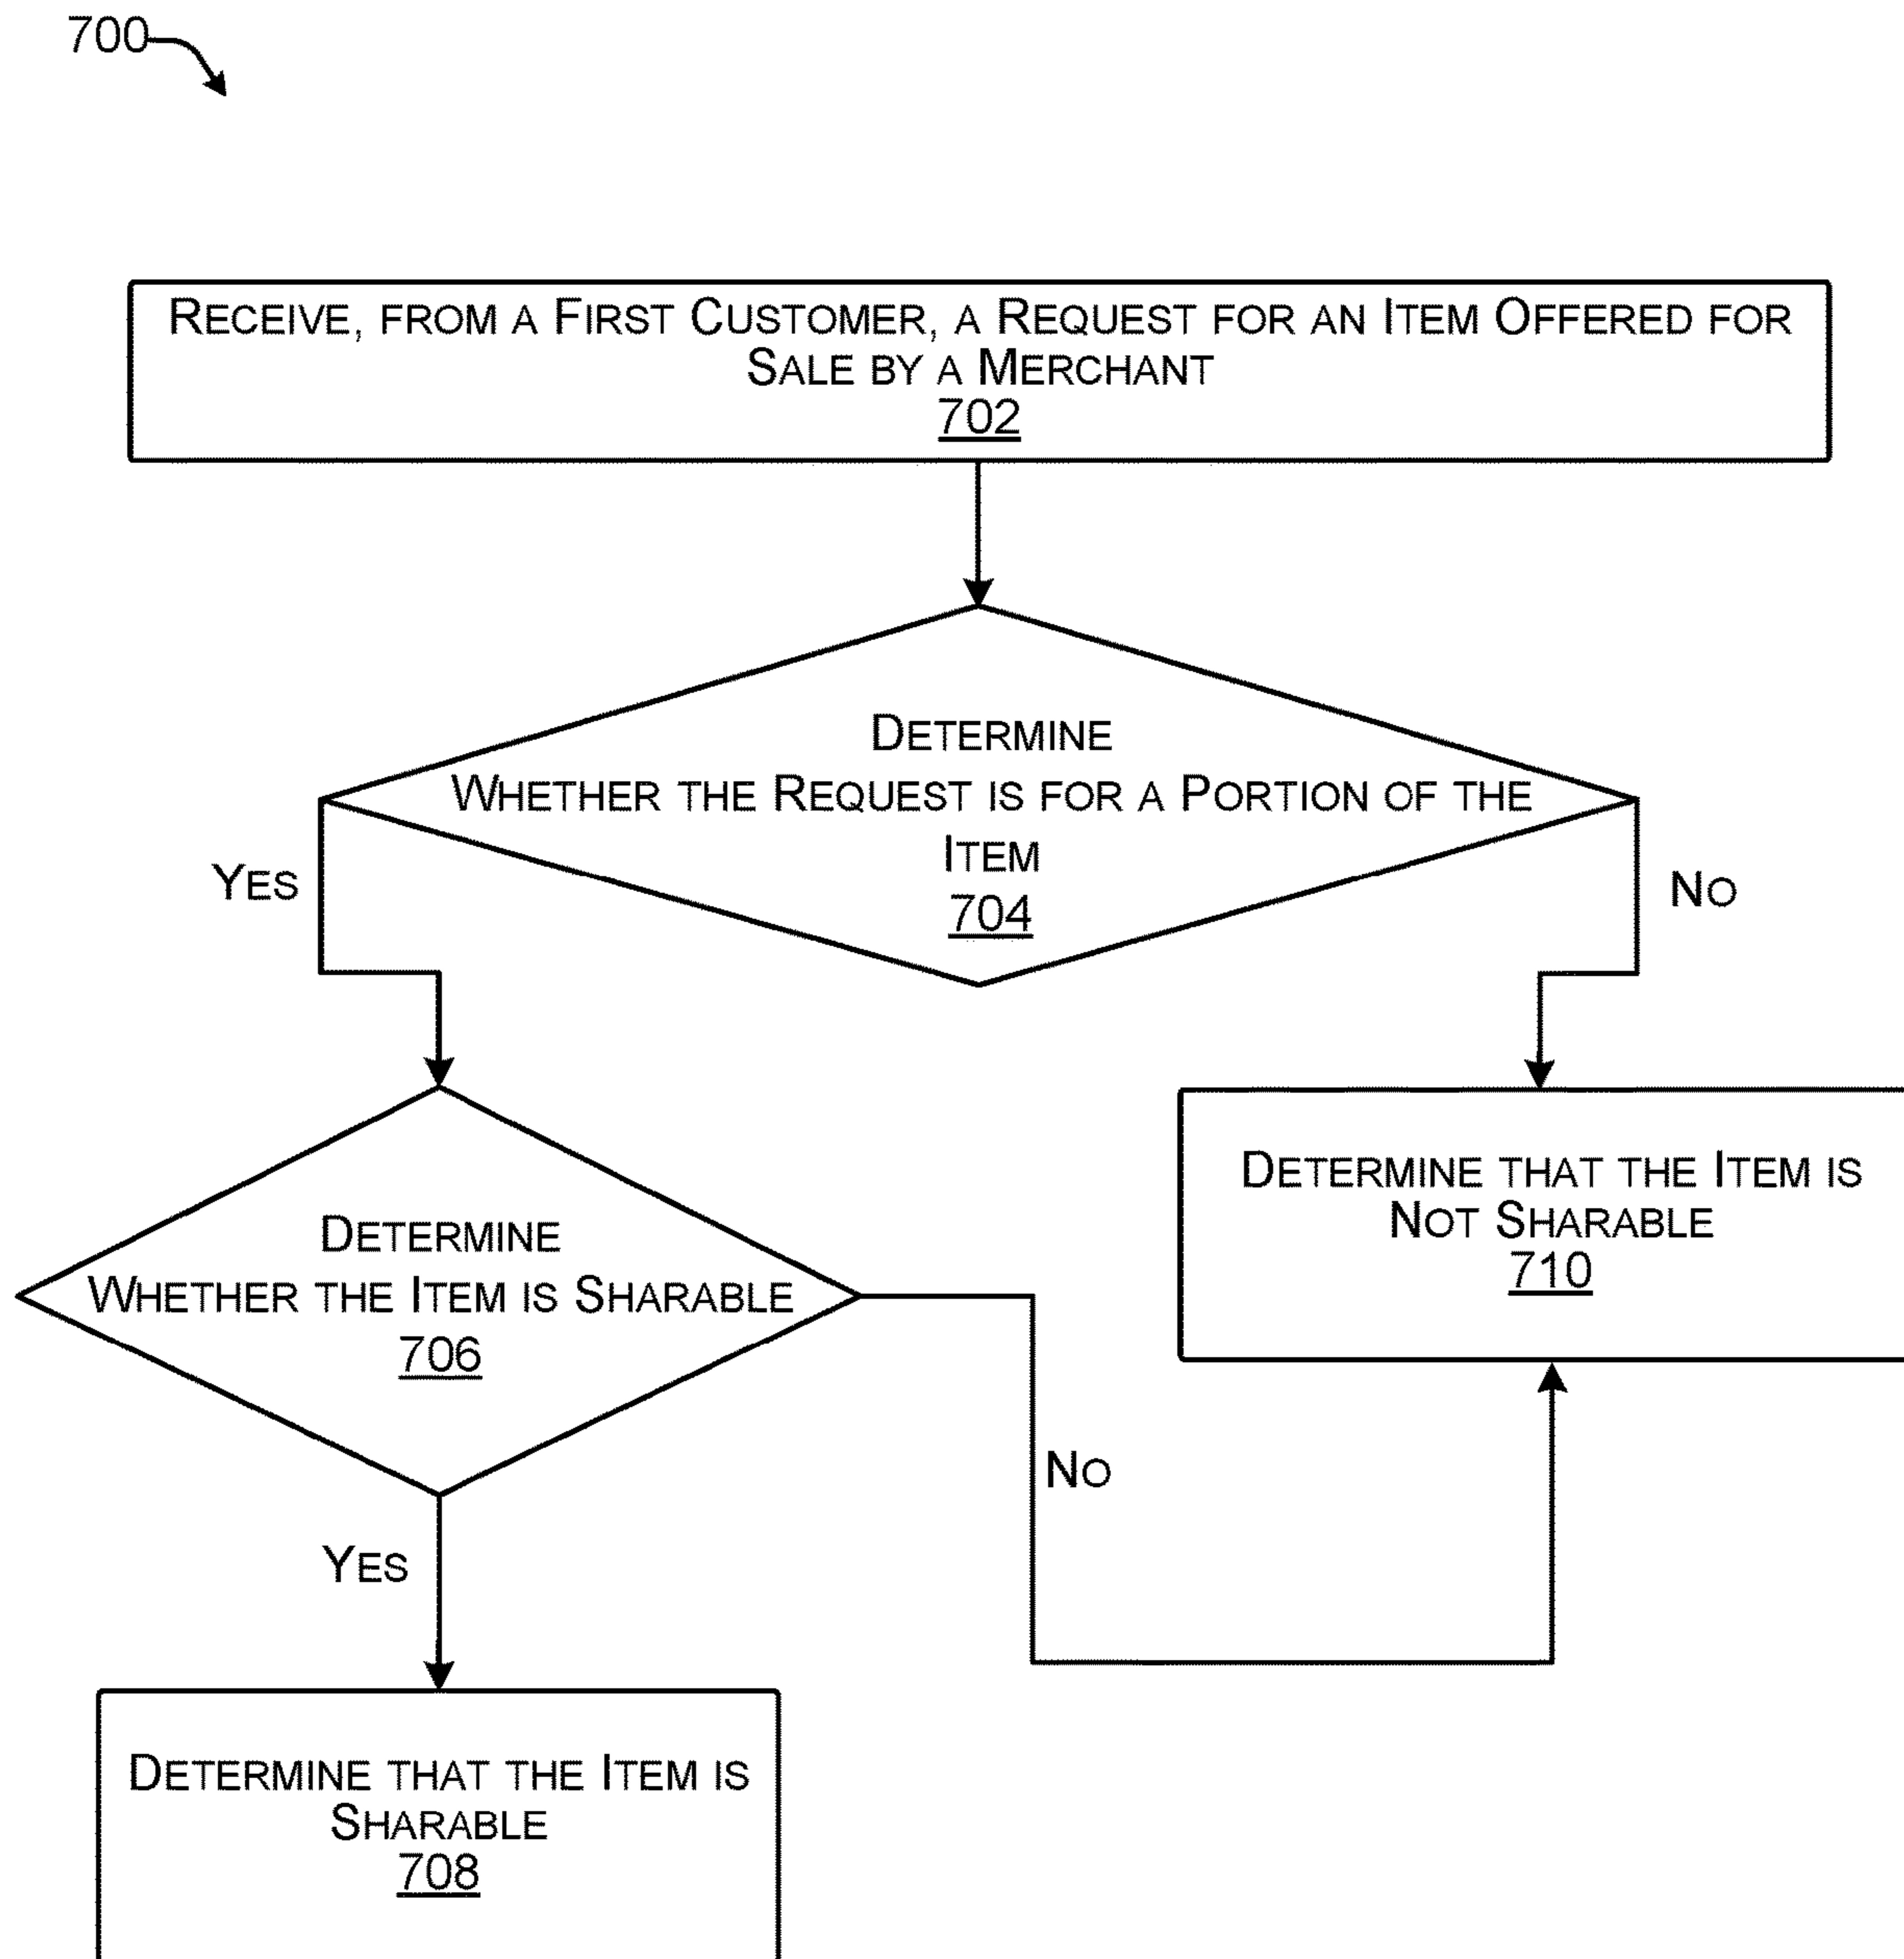 700
Receive, from a First Customer, a Request for an Item Offered for
Sale by a Merchant
702
Determine
Whether the Request is for a Portion of the
Item
704
Yes
No
Determine that the Item is
Not Sharable
710
Determine
Whether the Item is Sharable
706
No
Yes
Determine that the Item is
Sharable
708